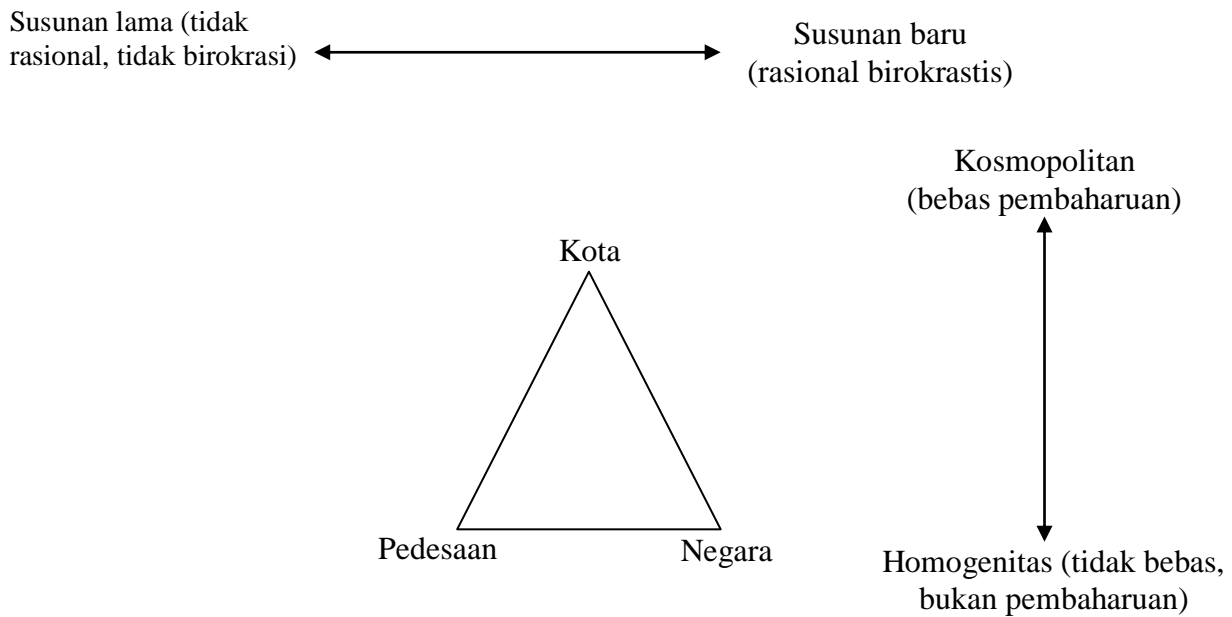 Susunan lama (tidak
rasional, tidak birokrasi)
Susunan baru
(rasional birokrastis)
Kosmopolitan
(bebas pembaharuan)
Kota
Pedesaan
Negara
Homogenitas (tidak bebas,
bukan pembaharuan)